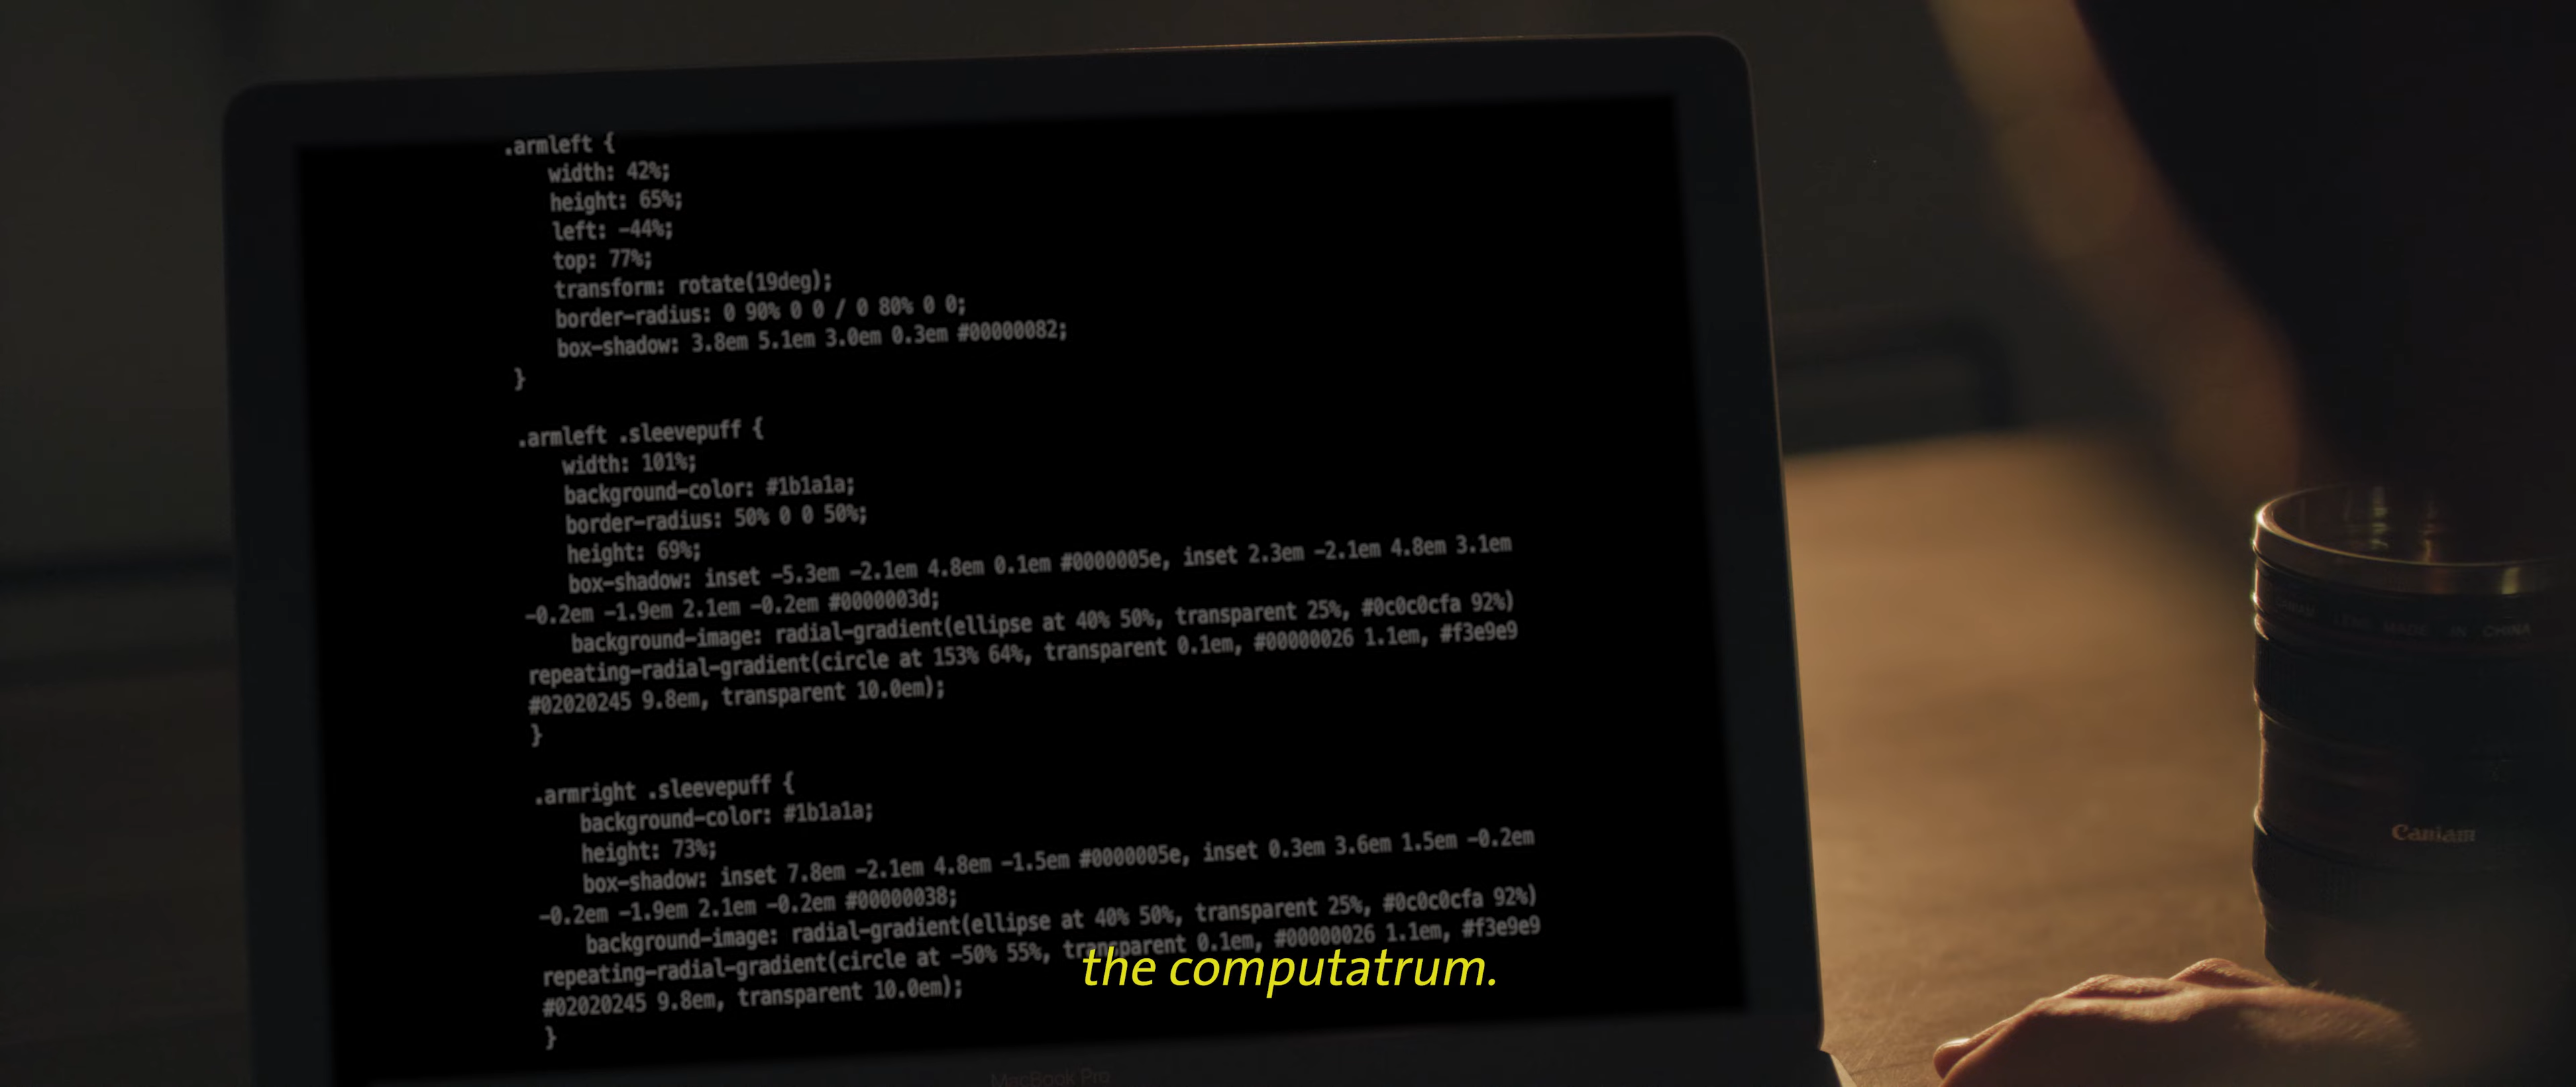 .armleft {
width: 42%;
height: 65%;
left: -44%;
top: 77%;
transform: rotate(19deg);
border-radius: 0 90% 0 0 / 0 80% 0 0;
box-shadow: 3.8em 5.1em 3.0em 0.3em #00000082;
}
.armleft .sleevepuff {
width: 101%;
background-color: #1b1a1a;
border-radius: 50% 0 0 50%;
height: 69%;
box-shadow: inset -5.3em -2.1em 4.8em 0.1em #0000005e, inset 2.3em -2.1em 4.8em 3.1em
-0.2em -1.9em 2.1em -0.2em #0000003d;
background-image: radial-gradient(ellipse at 40% 50%, transparent 25%, #0c0c0cfa 92%)
repeating-radial-gradient(circle at 153% 64%, transparent 0.1em, #00000026 1.1em, #f3e9e9
#02020245 9.8em, transparent 10.0em);
}
.armright .sleevepuff {
background-color: #1b1a1a;
height: 73%;
box-shadow: inset 7.8em -2.1em 4.8em -1.5em #0000005e, inset 0.3em 3.6em 1.5em -0.2em
-0.2em -1.9em 2.1em -0.2em #00000038;
background-image: radial-gradient(ellipse at 40% 50%, transparent 25%, #0c0c0cfa 92%)
repeating-radial-gradient(circle at -50% 55%, transparent 0.1em, #00000026 1.1em, #f3e9e9
#02020245 9.8em, transparent 10.0em);
}
the computatrum.
MacBook Pro
LENS MADE IN CHINA
Caniam